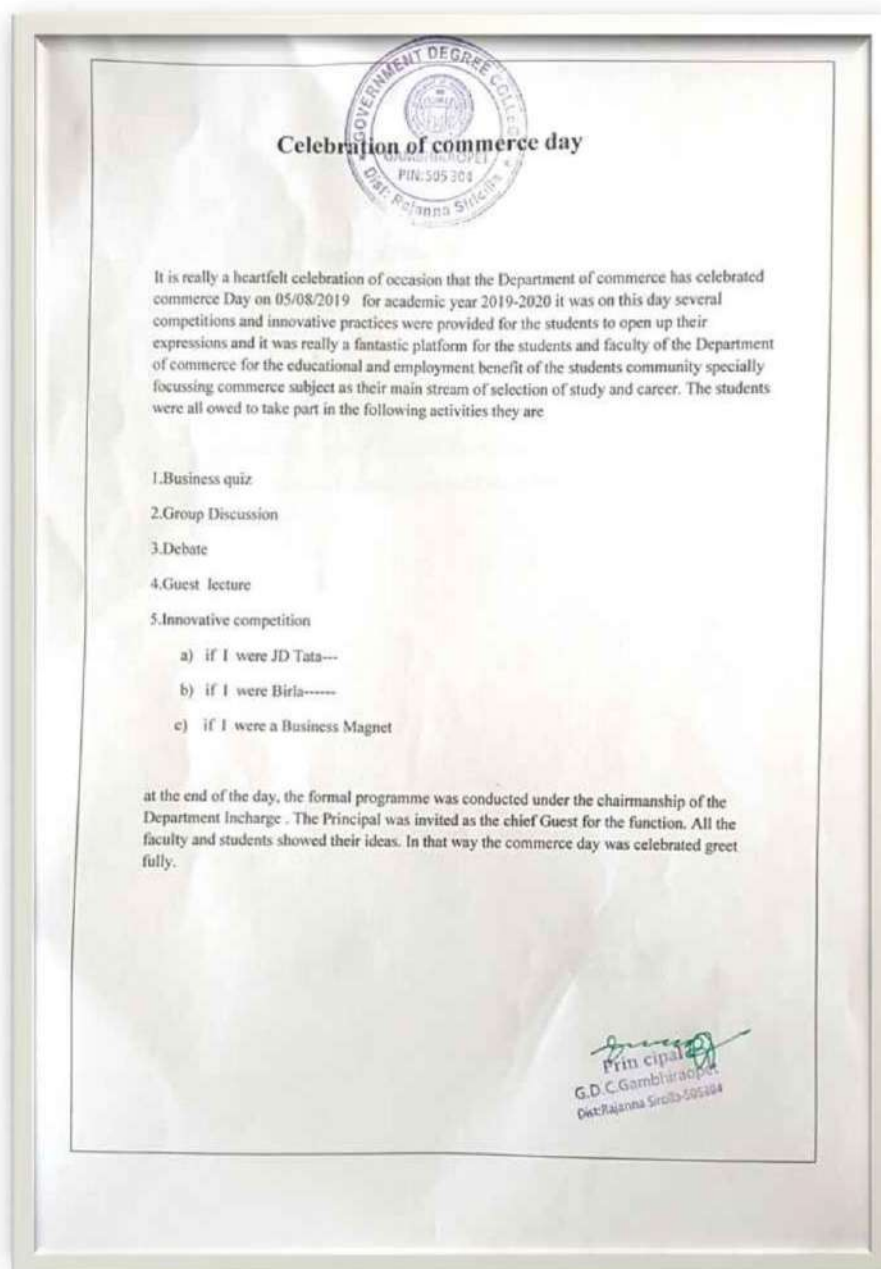 GOVERNMENT DEGREE COLLEGE
Celebration of commerce day
PIN:505 304
Dist: Rajanna Sircilla
It is really a heartfelt celebration of occasion that the Department of commerce has celebrated
commerce Day on 05/08/2019 for academic year 2019-2020 it was on this day several
competitions and innovative practices were provided for the students to open up their
expressions and it was really a fantastic platform for the students and faculty of the Department
of commerce for the educational and employment benefit of the students community specially
focussing commerce subject as their main stream of selection of study and career. The students
were all owed to take part in the following activities they are
1.Business quiz
2.Group Discussion
3.Debate
4.Guest lecture
5.Innovative competition
a) if I were JD Tata---
b) if I were Birla------
c) if I were a Business Magnet
at the end of the day, the formal programme was conducted under the chairmanship of the
Department Incharge . The Principal was invited as the chief Guest for the function. All the
faculty and students showed their ideas. In that way the commerce day was celebrated greet
fully.
Prin cipal
G.D.C.Gambhiraopet
Dist:Rajanna Sircilla-505304